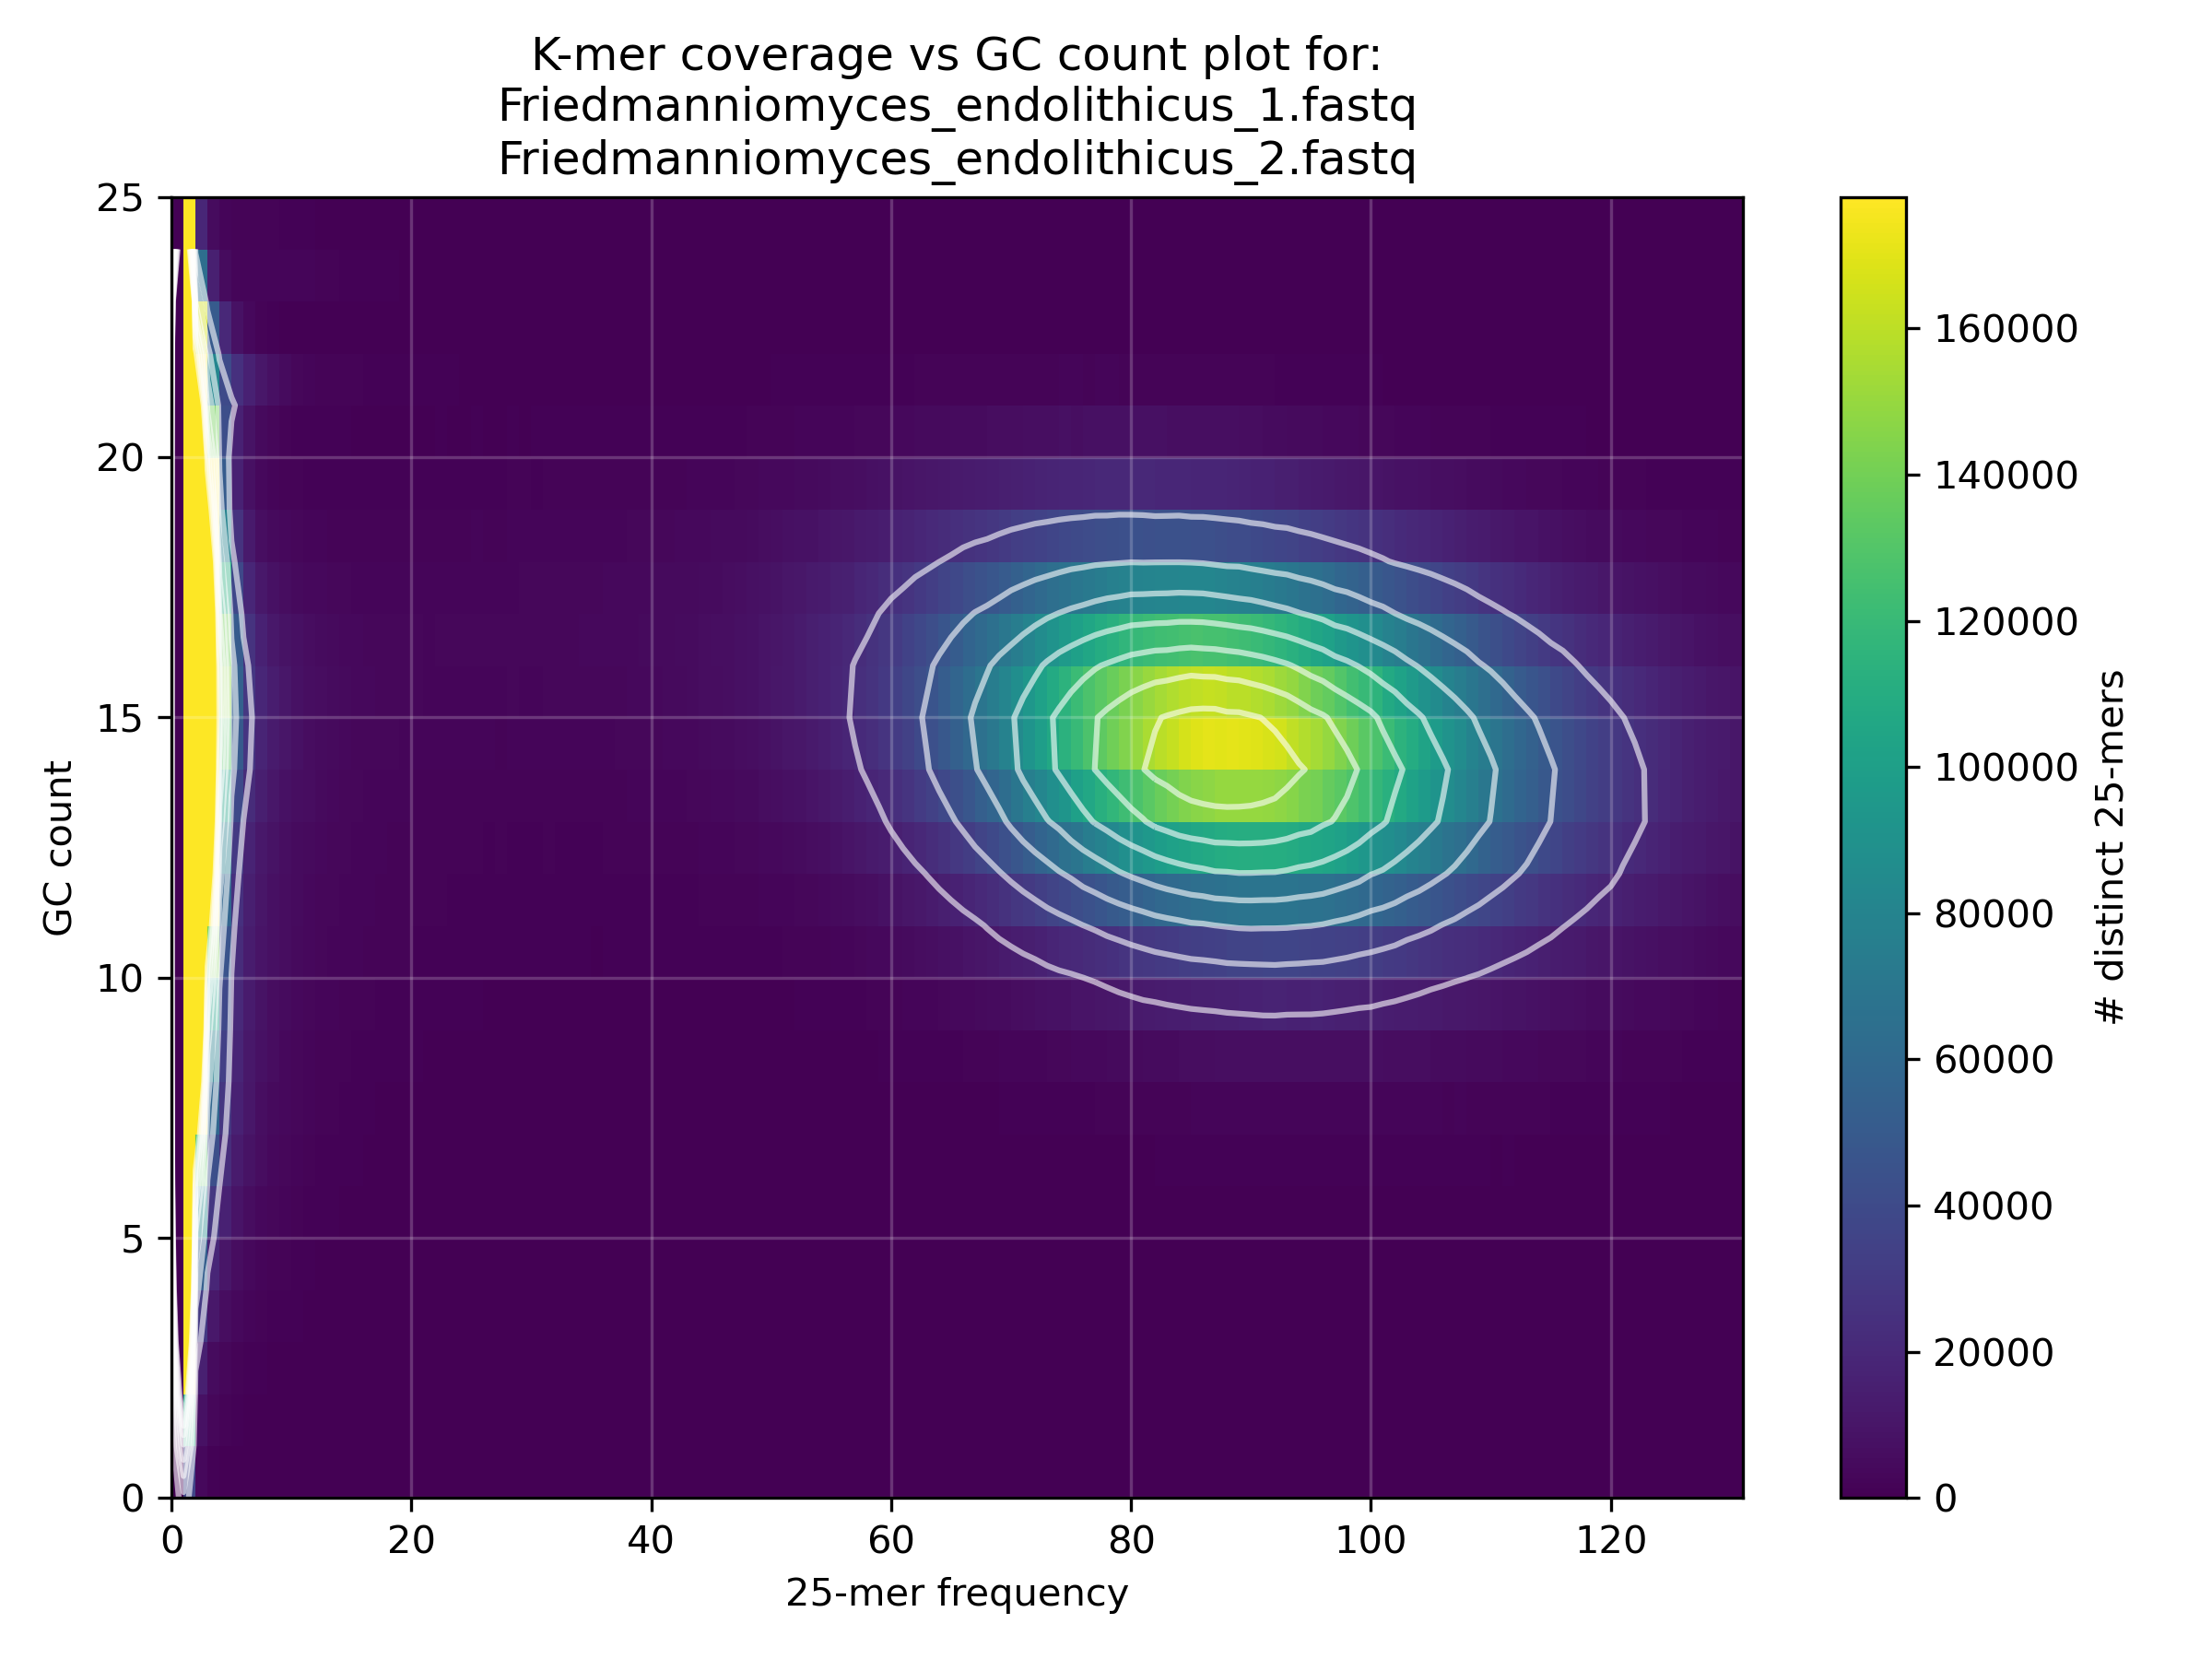 K-mer coverage vs GC count plot for:
Friedmanniomyces_endolithicus_1.fastq
Friedmanniomyces_endolithicus_2.fastq
25
20
15
10
5
0
GC count
0 20 40 60 80 100 120
25-mer frequency
160000
140000
120000
100000
80000
60000
40000
20000
0
# distinct 25-mers